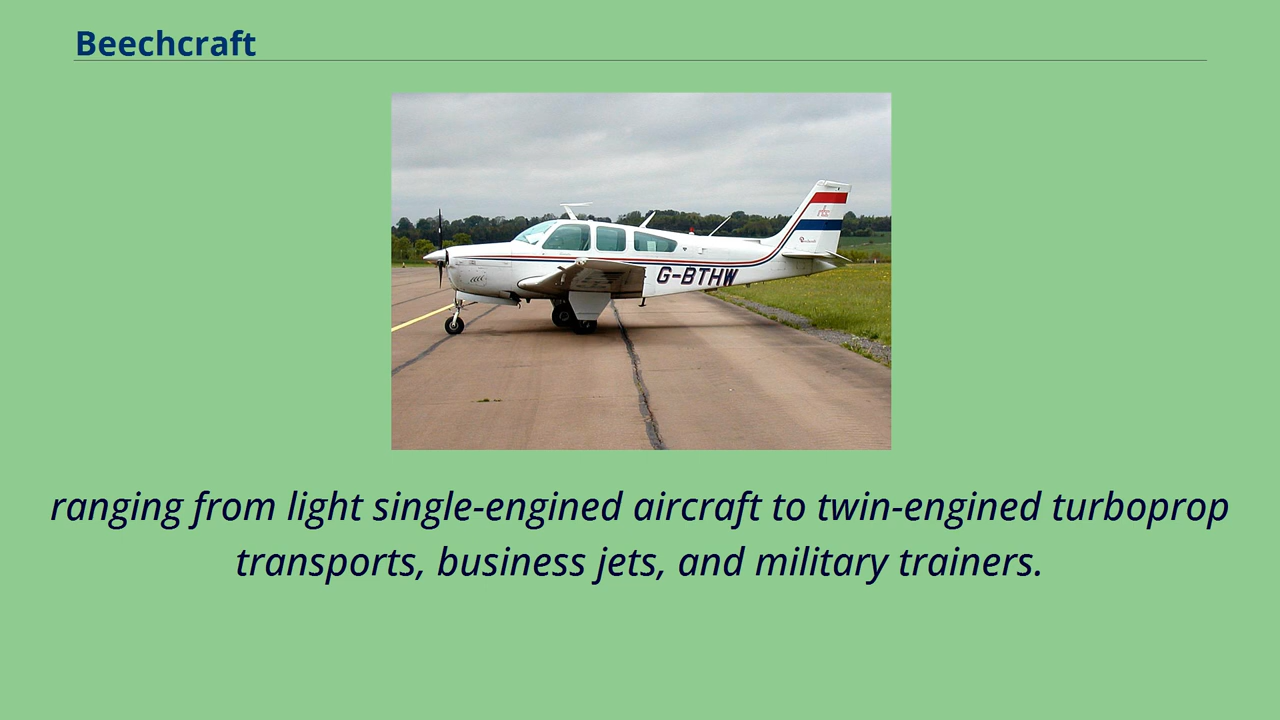 Beechcraft
G-BTHW
ranging from light single-engined aircraft to twin-engined turboprop
transports, business jets, and military trainers.